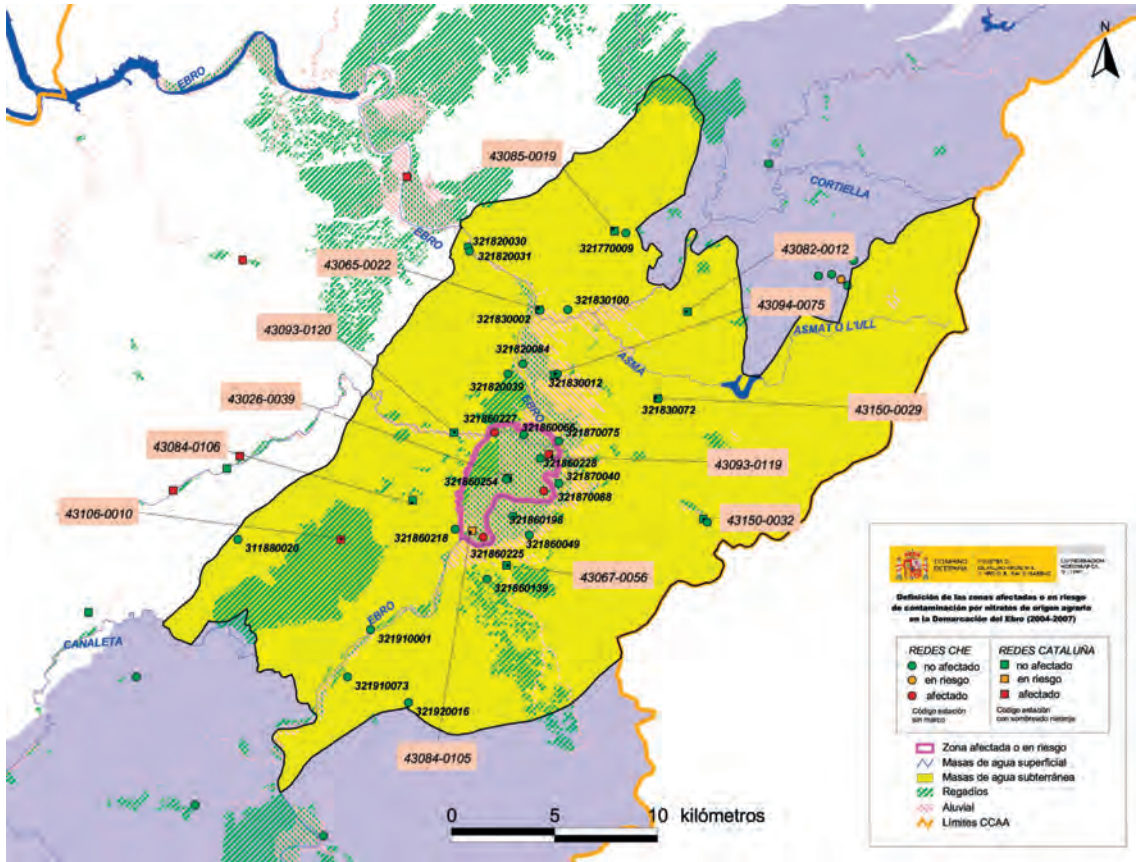 N
EBRO
43085-0019
CORTIELLA
EBRO
321820030
321770009
43082-0012
321820031
43065-0022
43094-0075
321830100
321830002
43093-0120
ASMAT O L'ULL
321820084
ASMÀ
321820039
321830012
43026-0039
EBRO
321830072
43150-0029
321860227
321860066
321870075
43084-0106
321860228
43093-0119
321860254
321870040
321870088
43106-0010
321860198
43150-0032
321860218
311880020
321860049
321860225
43067-0056
321860139
EBRO
321910001
CANALETA
321910073
321920016
43084-0105
0 5 10 kilómetros
GOBIERNO
DE ESPAÑA
Definición de las zonas afectadas o en riesgo
de contaminación por nitratos de origen agrario
en la Demarcación del Ebro (2004-2007)
REDES CHE
no afectado
en riesgo
afectado
Código estación
sin marco
REDES CATALUÑA
no afectado
en riesgo
afectado
Código estación
con sombreado naranja
Zona afectada o en riesgo
Masas de agua superficial
Masas de agua subterránea
Regadíos
Aluvial
Límites CCAA